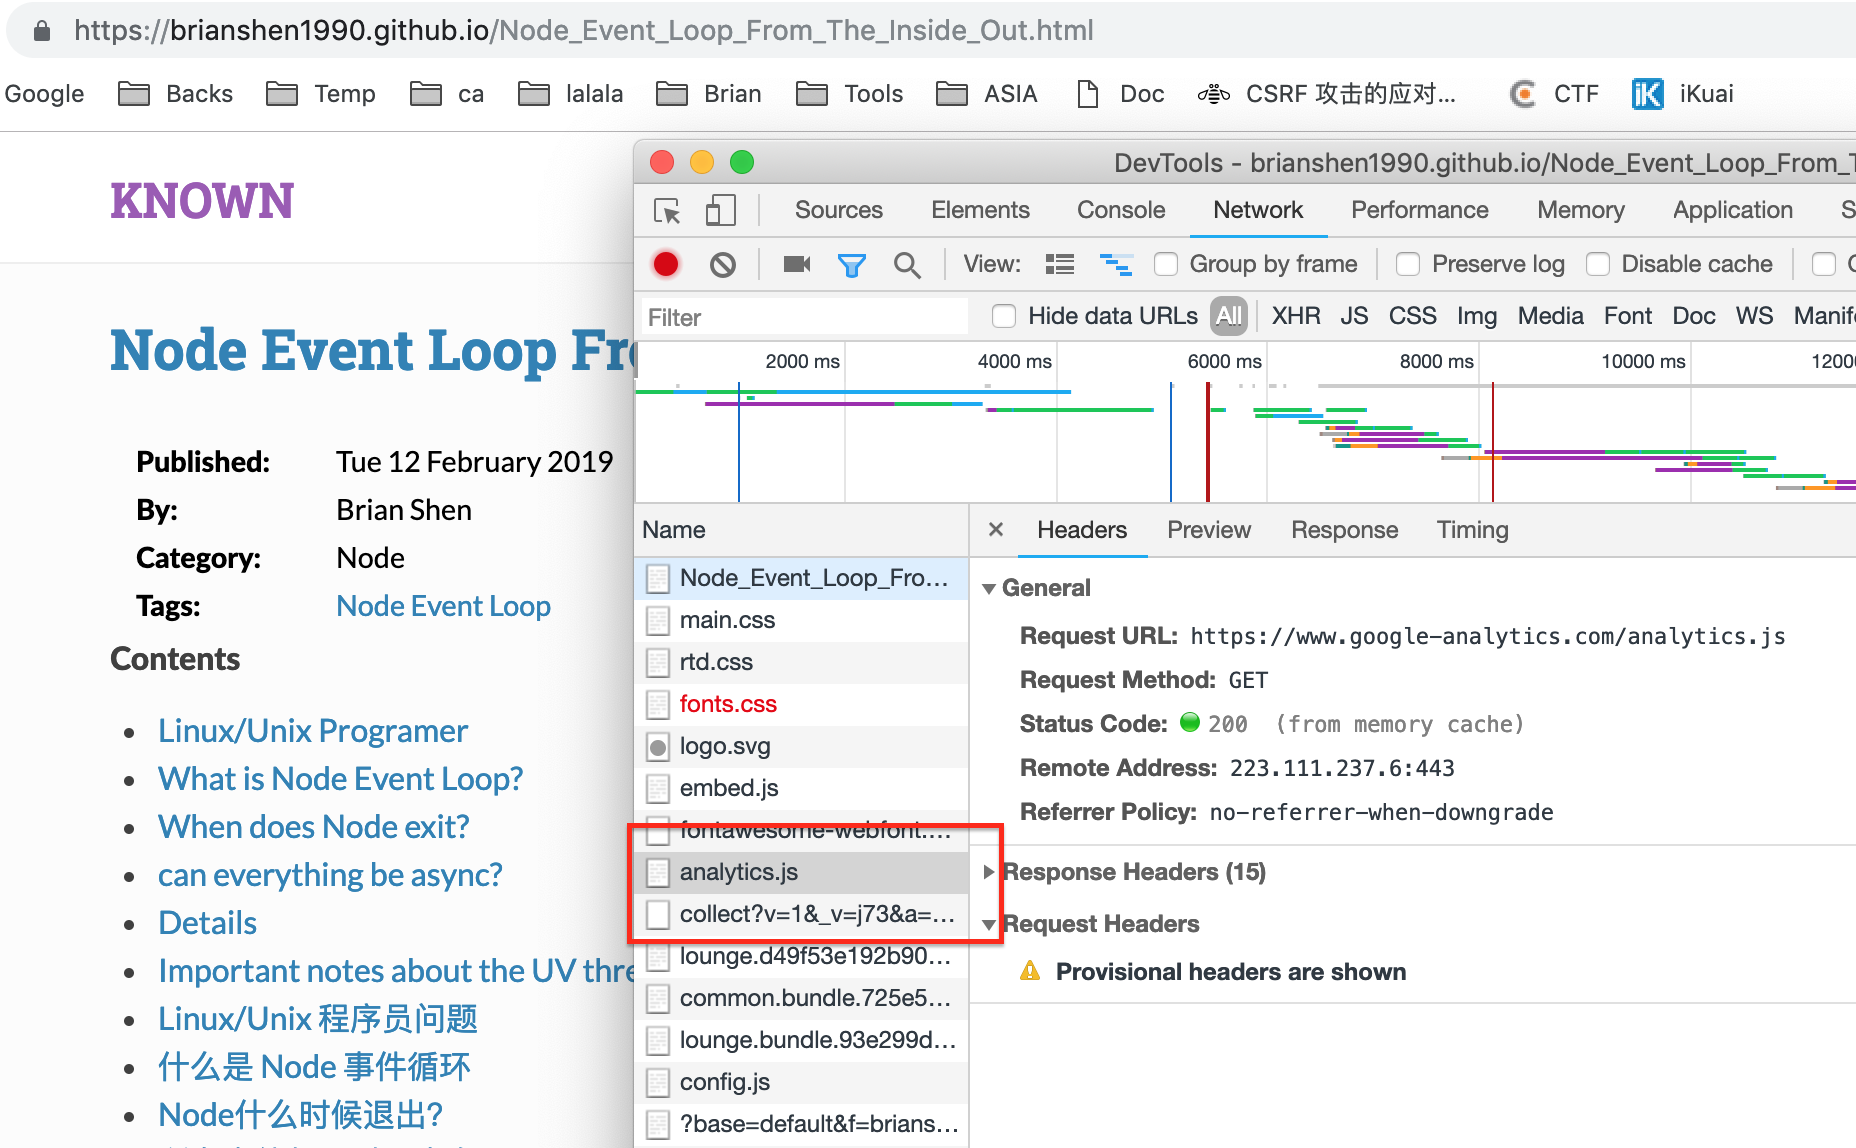 https://brianshen1990.github.io/Node_Event_Loop_From_The_Inside_Out.html
Google Backs Temp ca lalala Brian Tools ASIA Doc CSRF 攻击的应对... CTF iKuai
KNOWN
Node Event Loop Fr
Published: Tue 12 February 2019
By: Brian Shen
Category: Node
Tags: Node Event Loop
Contents
Linux/Unix Programer
What is Node Event Loop?
When does Node exit?
can everything be async?
Details
Important notes about the UV thre
Linux/Unix 程序员问题
什么是 Node 事件循环
Node什么时候退出?
DevTools - brianshen1990.github.io/Node_Event_Loop_From_T
Sources Elements Console Network Performance Memory Application S
View: Group by frame Preserve log Disable cache
Filter Hide data URLs All XHR JS CSS Img Media Font Doc WS Manif
2000 ms 4000 ms 6000 ms 8000 ms 10000 ms 1200
Name
Node_Event_Loop_Fro...
main.css
rtd.css
fonts.css
logo.svg
embed.js
fontawesome-webfont....
analytics.js
collect?v=1&_v=j73&a=...
lounge.d49f53e192b90...
common.bundle.725e5...
lounge.bundle.93e299d...
config.js
?base=default&f=brians...
× Headers Preview Response Timing
General
Request URL: https://www.google-analytics.com/analytics.js
Request Method: GET
Status Code: 200 (from memory cache)
Remote Address: 223.111.237.6:443
Referrer Policy: no-referrer-when-downgrade
Response Headers (15)
Request Headers
Provisional headers are shown